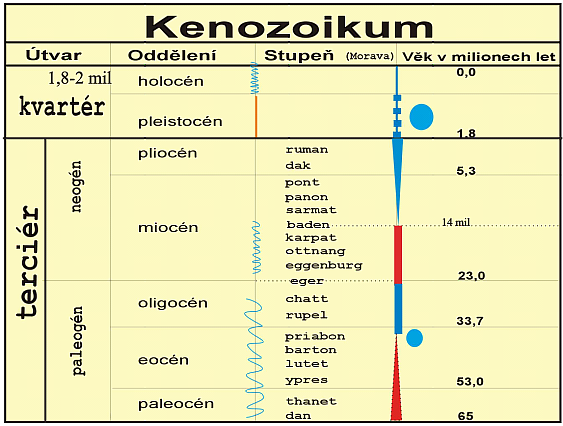 Kenozoikum
Útvar Oddělení Stupeň (Morava) Věk v milionech let
1,8-2 mil holocén 0,0
kvartér
pleistocén
1.8
pliocén ruman
dak
5,3
neogén pont
panon
sarmat
miocén baden 14 mil.
karpat
ottnang
eggenburg
23,0
eger
terciér
oligocén chatt
rupel
33,7
paleogén priabon
barton
eocén lutet
ypres
53,0
paleocén thanet
dan 65